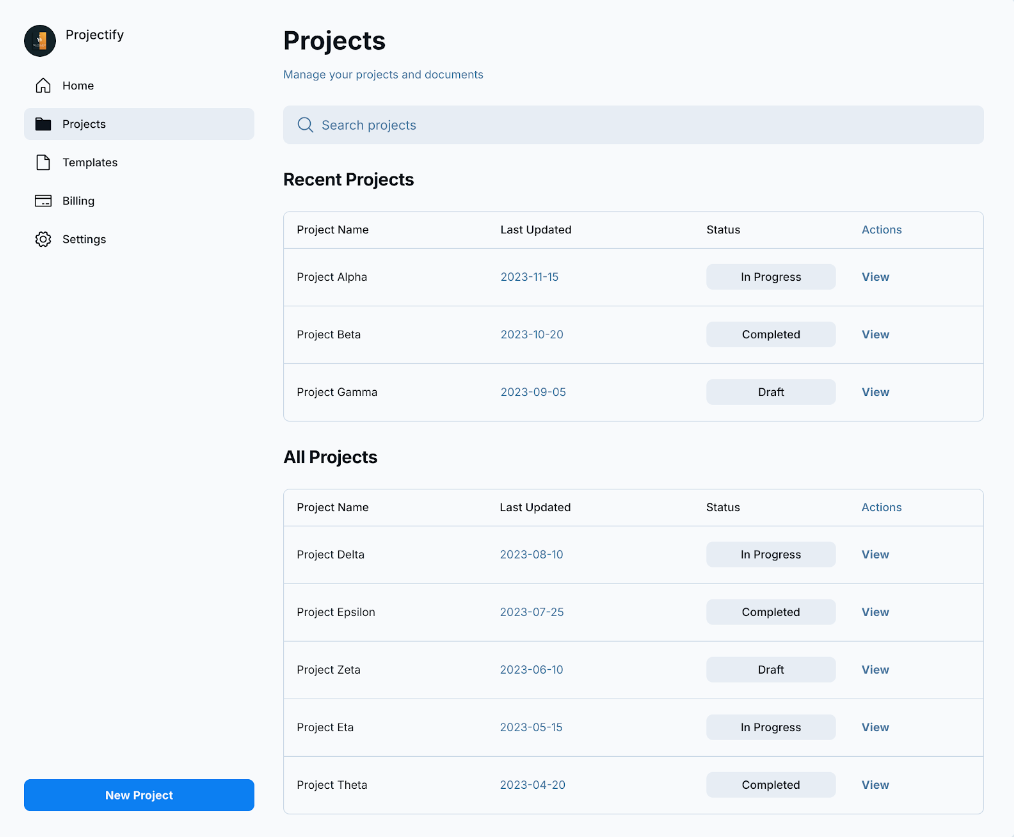 Projectify
Home
Projects
Templates
Billing
Settings
New Project
Projects
Manage your projects and documents
Search projects
Recent Projects
Project Name Last Updated Status Actions
Project Alpha 2023-11-15 In Progress View
Project Beta 2023-10-20 Completed View
Project Gamma 2023-09-05 Draft View
All Projects
Project Name Last Updated Status Actions
Project Delta 2023-08-10 In Progress View
Project Epsilon 2023-07-25 Completed View
Project Zeta 2023-06-10 Draft View
Project Eta 2023-05-15 In Progress View
Project Theta 2023-04-20 Completed View